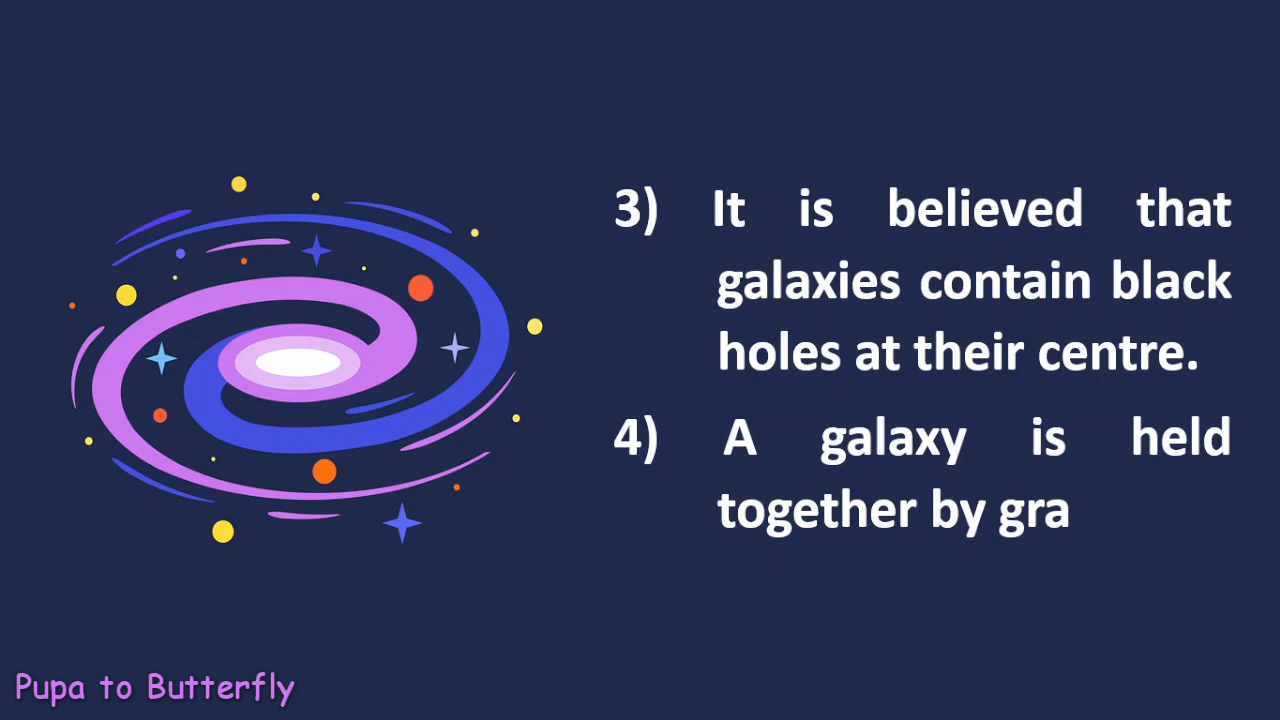 3) It is believed that
galaxies contain black
holes at their centre.
4) A galaxy is held
together by gra
Pupa to Butterfly